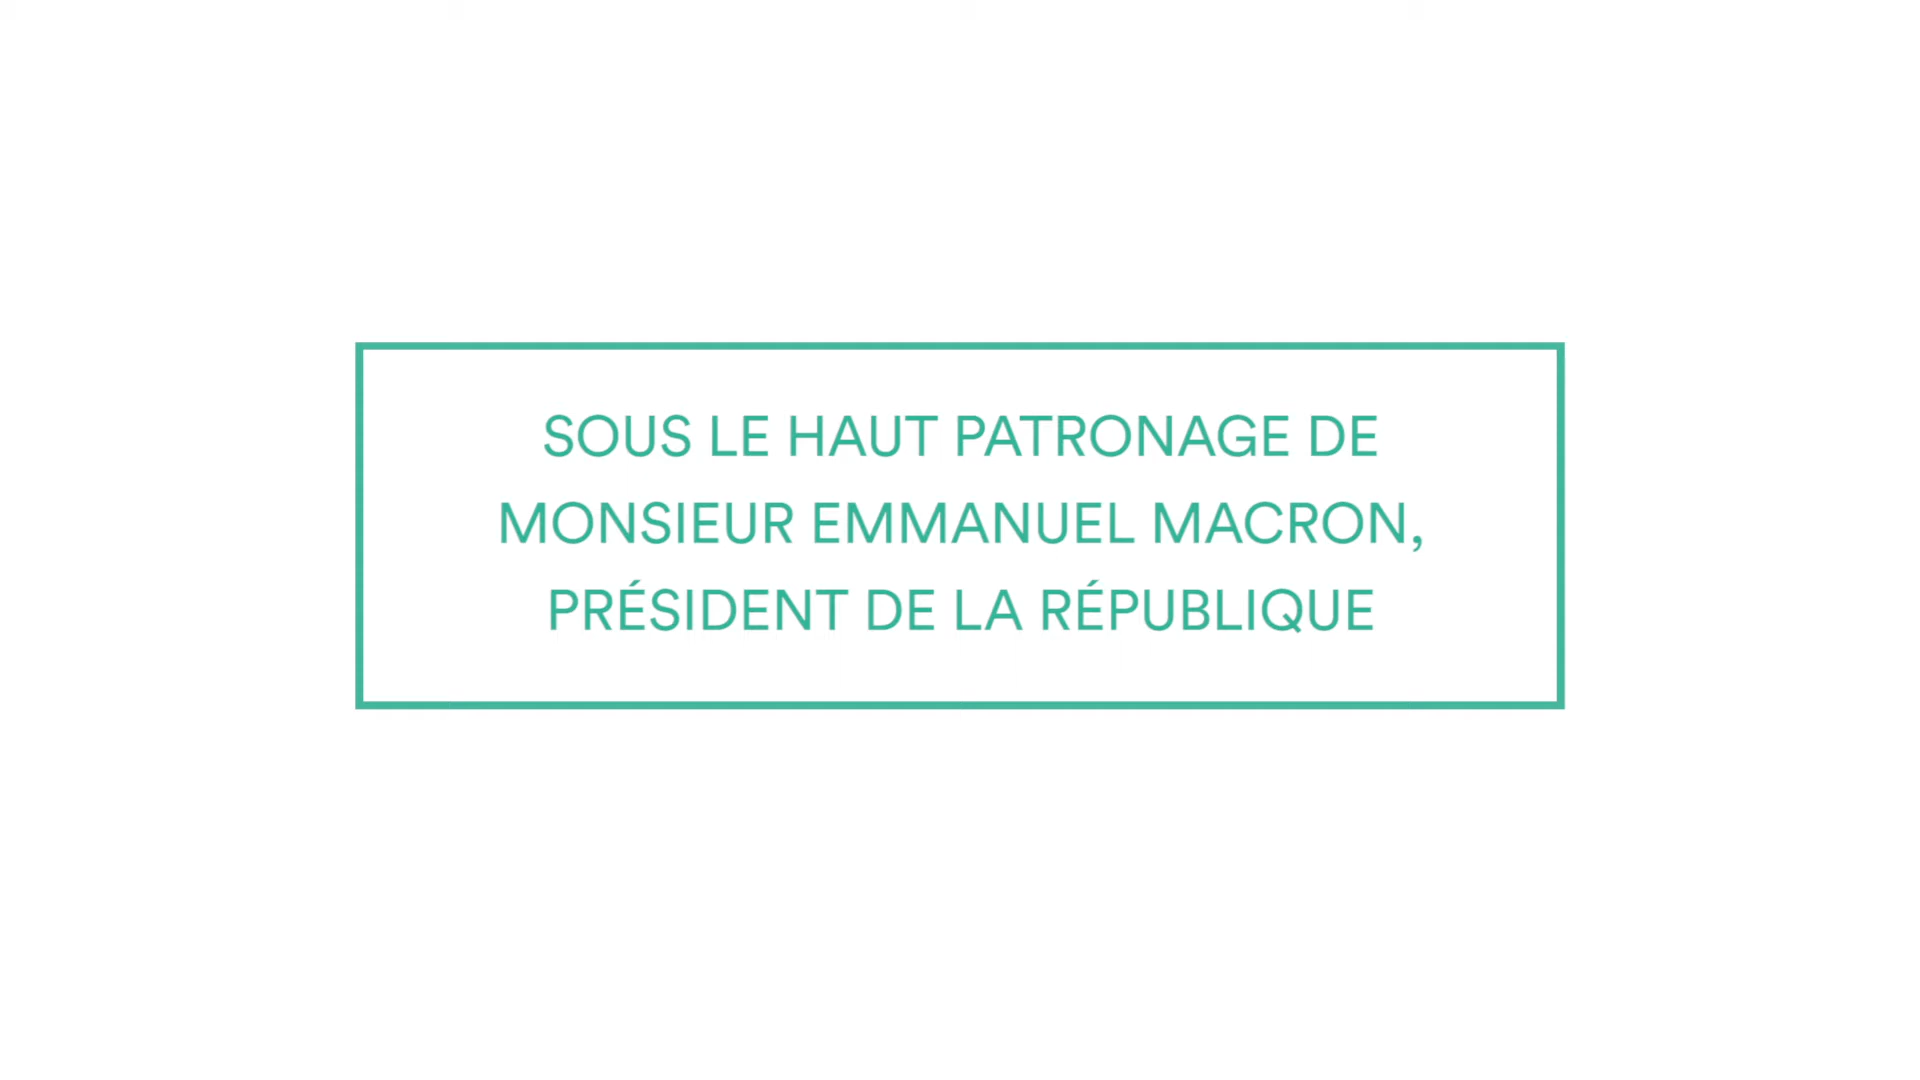 SOUS LE HAUT PATRONAGE DE
MONSIEUR EMMANUEL MACRON,
PRÉSIDENT DE LA RÉPUBLIQUE